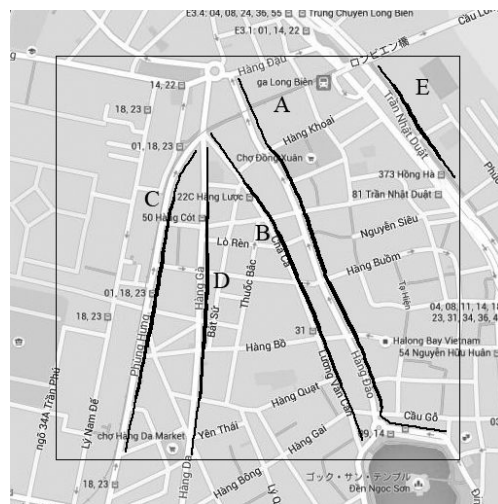 E3.4: 04, 08, 24, 36, 55
Trung Chuyển Long Biên
E3.1: 01, 14, 22
Cầu Long
ロンビエン橋
Hàng Đậu
14, 22
ga Long Biên
A
E
18, 23
Hàng Khoai
Trần Nhật Duật
01, 18, 23
Chợ Đồng Xuân
373 Hồng Hà
C
22C Hàng Lược
81 Trần Nhật Duật
50 Hàng Cót
B
Nguyễn Siêu
Lò Rèn
Chả Cá
Hàng Buồm
D
Hàng Gà
Thuốc Bắc
Tạ Hiện
01, 18, 23
Bát Sứ
04, 08, 11, 14, 18
23, 31, 34, 36, 4
18, 23
31
Phùng Hưng
Halong Bay Vietnam
Hàng Bồ
54 Nguyễn Hữu Huân
Lương Văn Can
Hàng Đào
ngõ 34A Trần Phú
Lý Nam Đế
Hàng Quạt
Cầu Gỗ
chợ Hàng Da Market
Yên Thái
Hàng Gai
09, 14
Hàng Da
Hàng Bông
ゴック・サン・テンプル
Đền Ngọc Sơn
18, 23